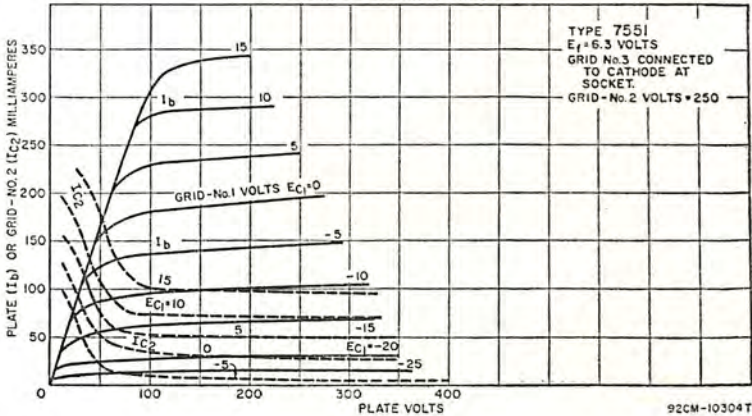 TYPE 7551
Ef=6.3 VOLTS
GRID No.3 CONNECTED
TO CATHODE AT
SOCKET.
GRID-No.2 VOLTS=250
PLATE (Ib) OR GRID-NO.2 (IC2) MILLIAMPERES
350
300
250
200
150
100
50
0
15
Ib
10
5
IC2
GRID-No.1 VOLTS EC1=0
Ib
-5
15
-10
EC1=10
5
-15
IC2
0
EC1=-20
-5
-25
100
200
300
400
PLATE VOLTS
92CM-10304T